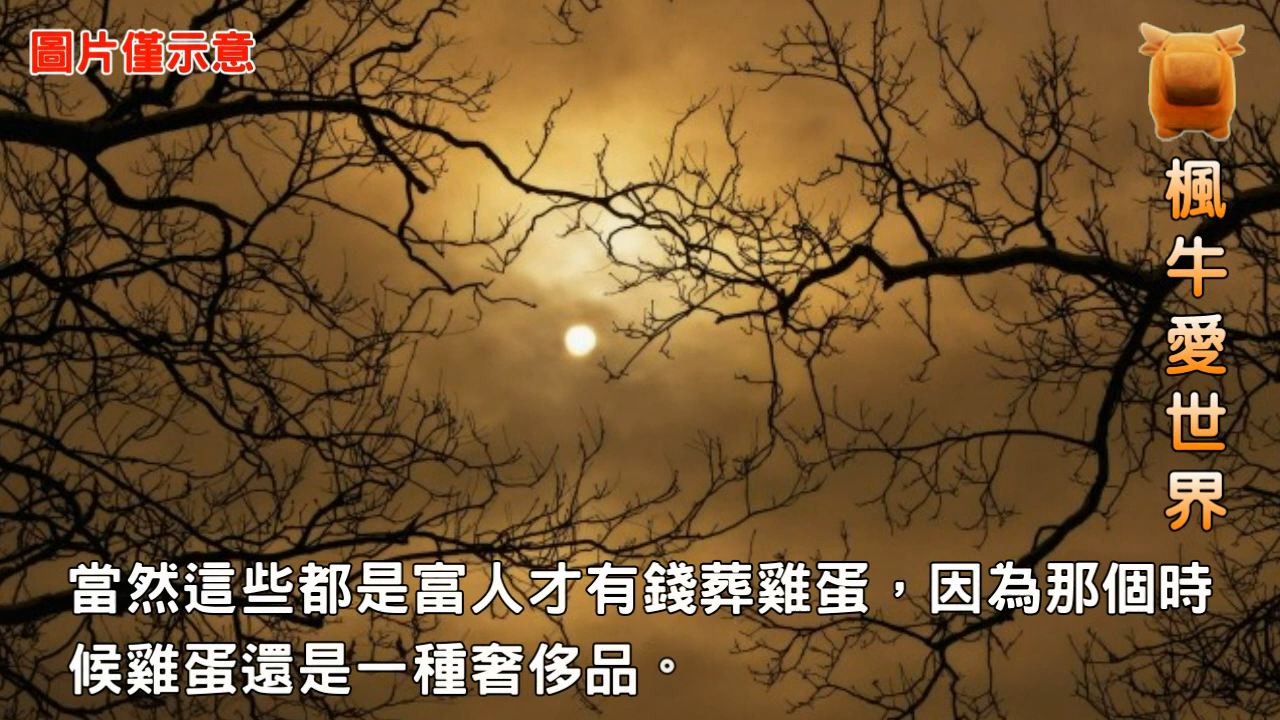 圖片僅示意
楓牛愛世界
當然這些都是富人才有錢葬雞蛋，因為那個時
候雞蛋還是一種奢侈品。